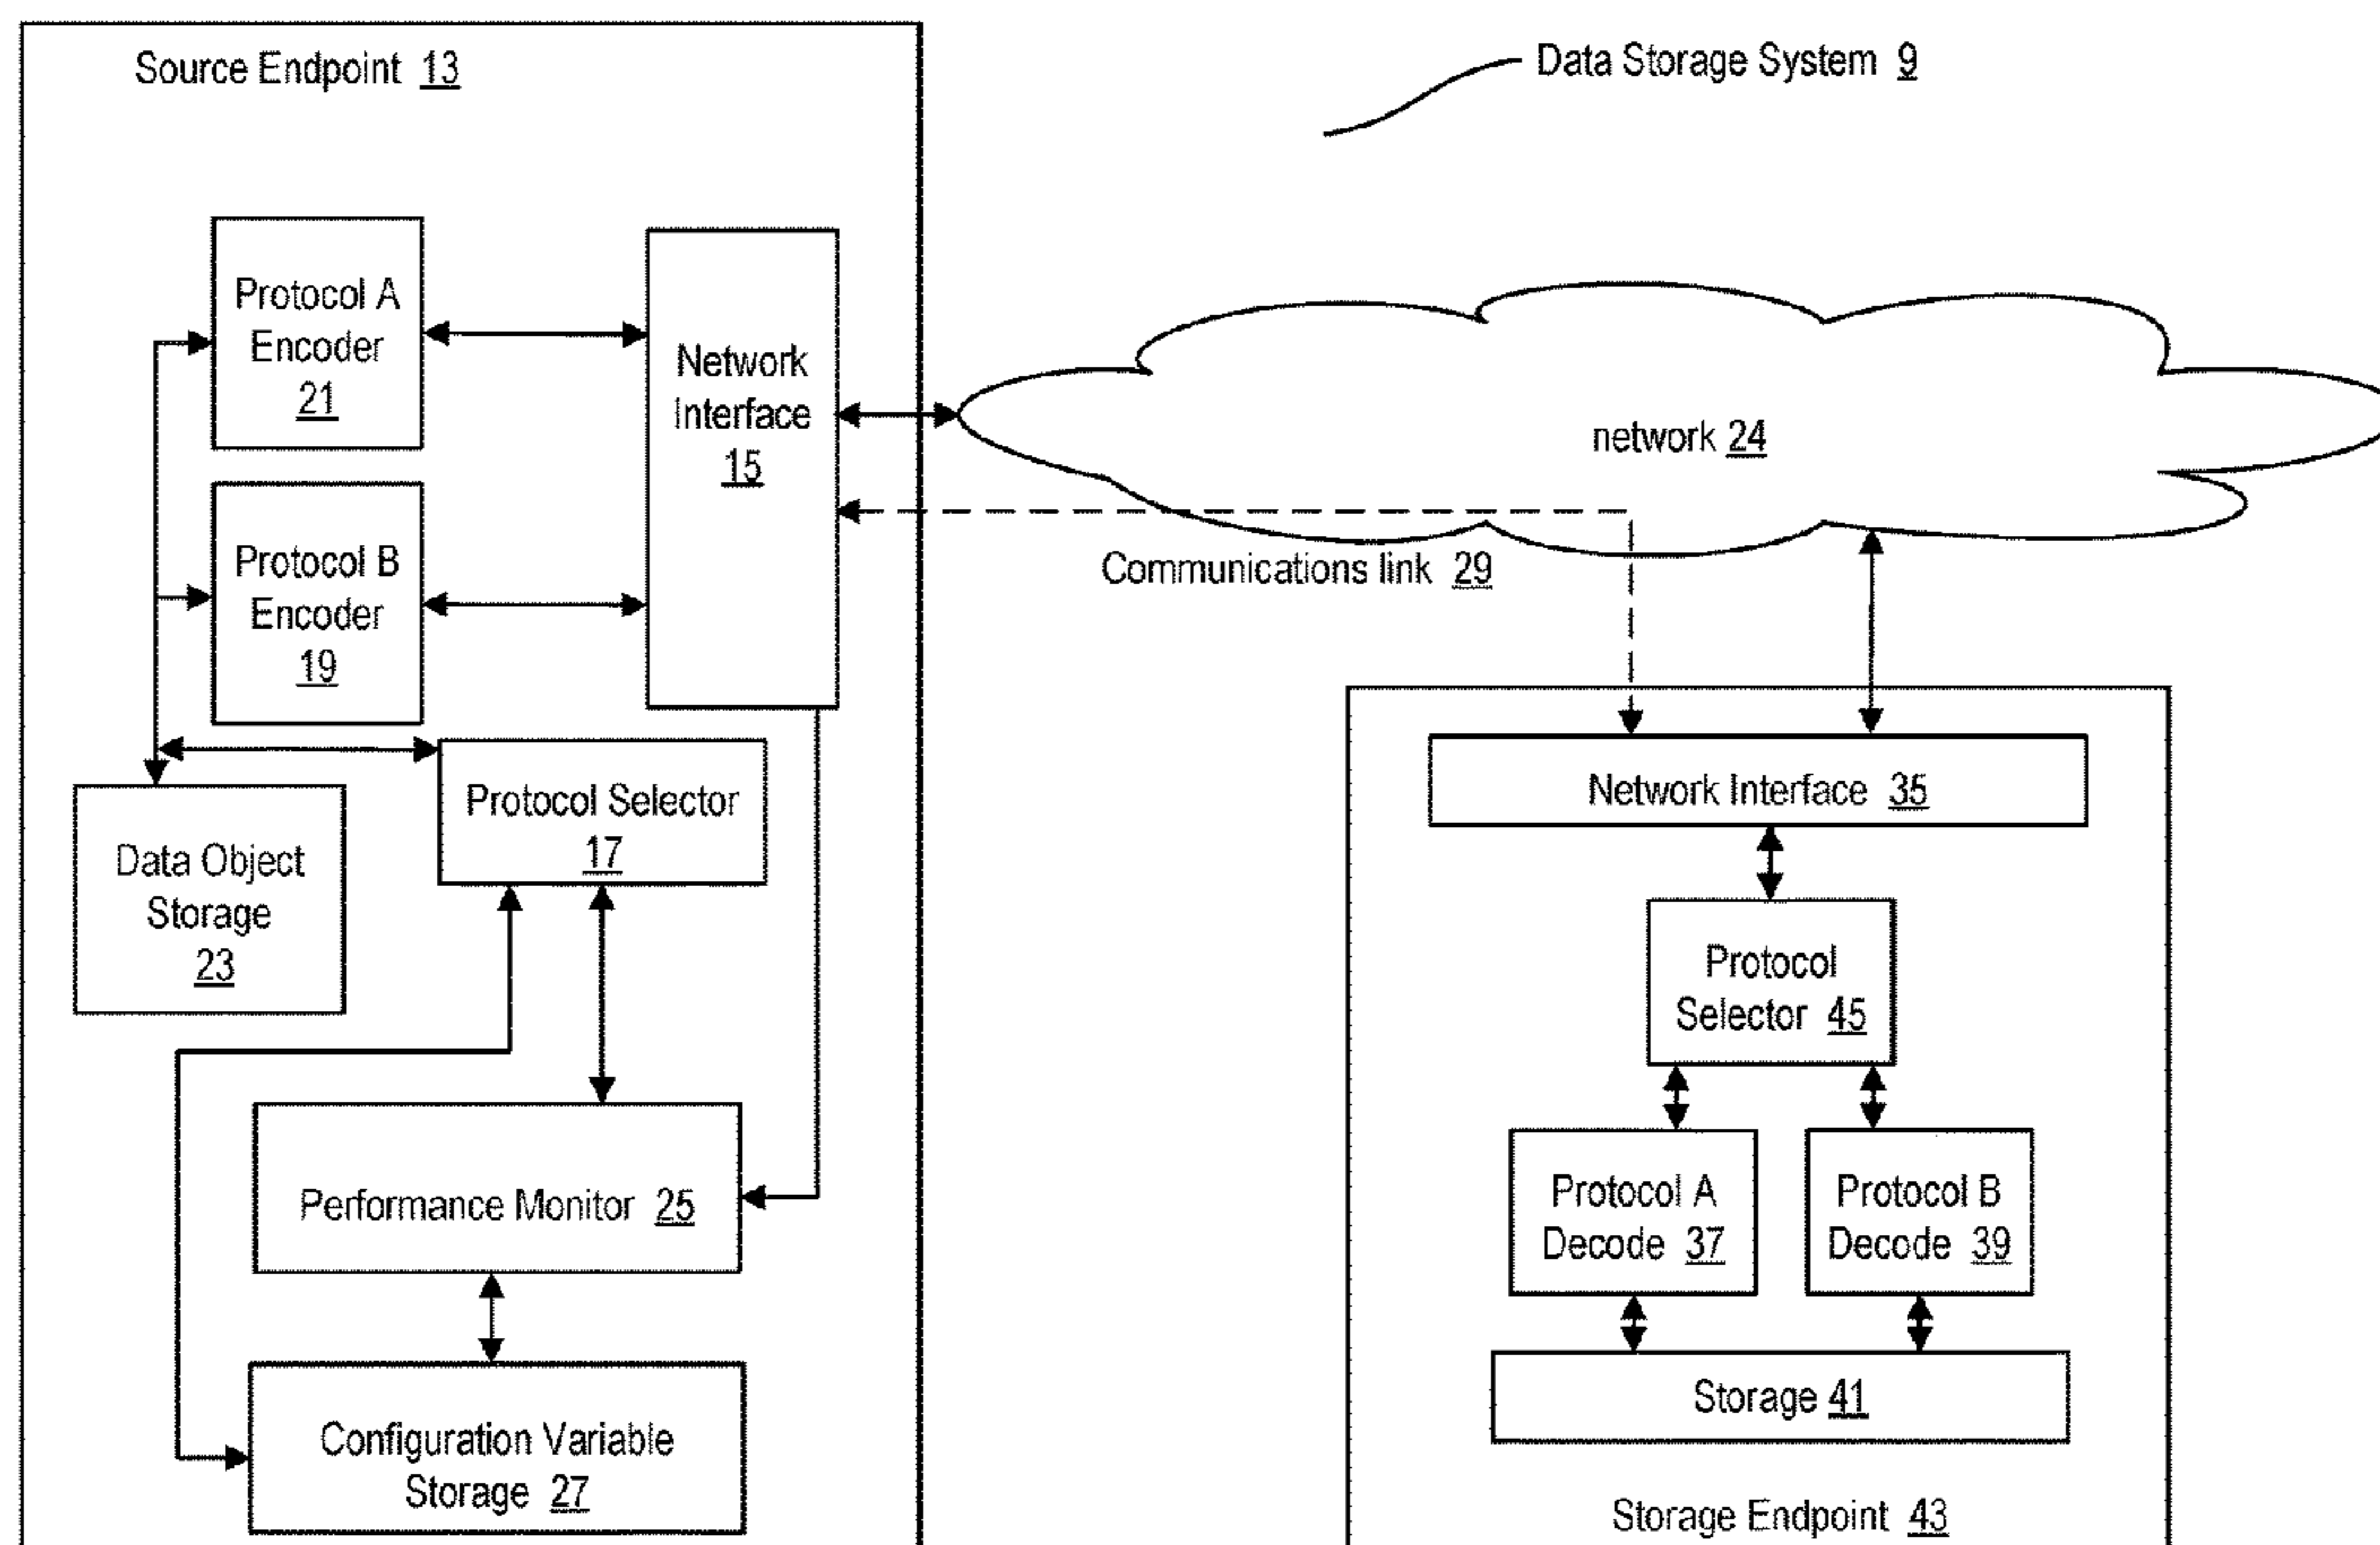 Source Endpoint 13
Data Storage System 9
Protocol A
Encoder
21
Network
Interface
15
network 24
Protocol B
Encoder
19
Communications link 29
Protocol Selector
17
Network Interface 35
Data Object
Storage
23
Protocol
Selector 45
Performance Monitor 25
Protocol A
Decode 37
Protocol B
Decode 39
Storage 41
Configuration Variable
Storage 27
Storage Endpoint 43